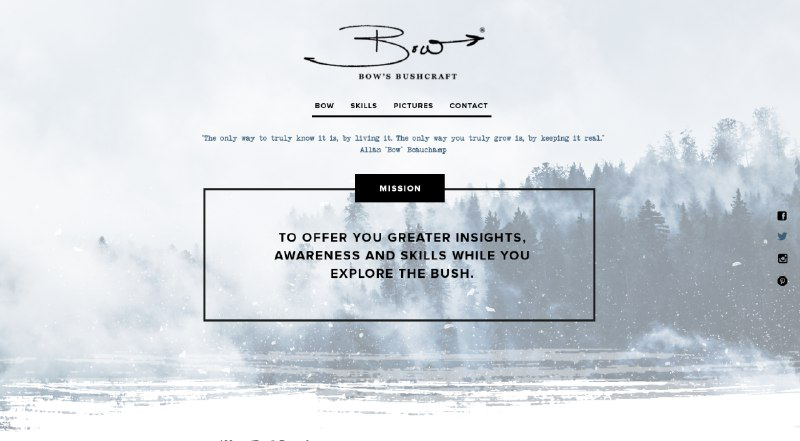 Bow®
BOW'S BUSHCRAFT
BOW SKILLS PICTURES CONTACT
"The only way to truly know it is, by living it. The only way you truly grow is, by keeping it real."
Allan "Bow" Beauchamp
MISSION
TO OFFER YOU GREATER INSIGHTS,
AWARENESS AND SKILLS WHILE YOU
EXPLORE THE BUSH.